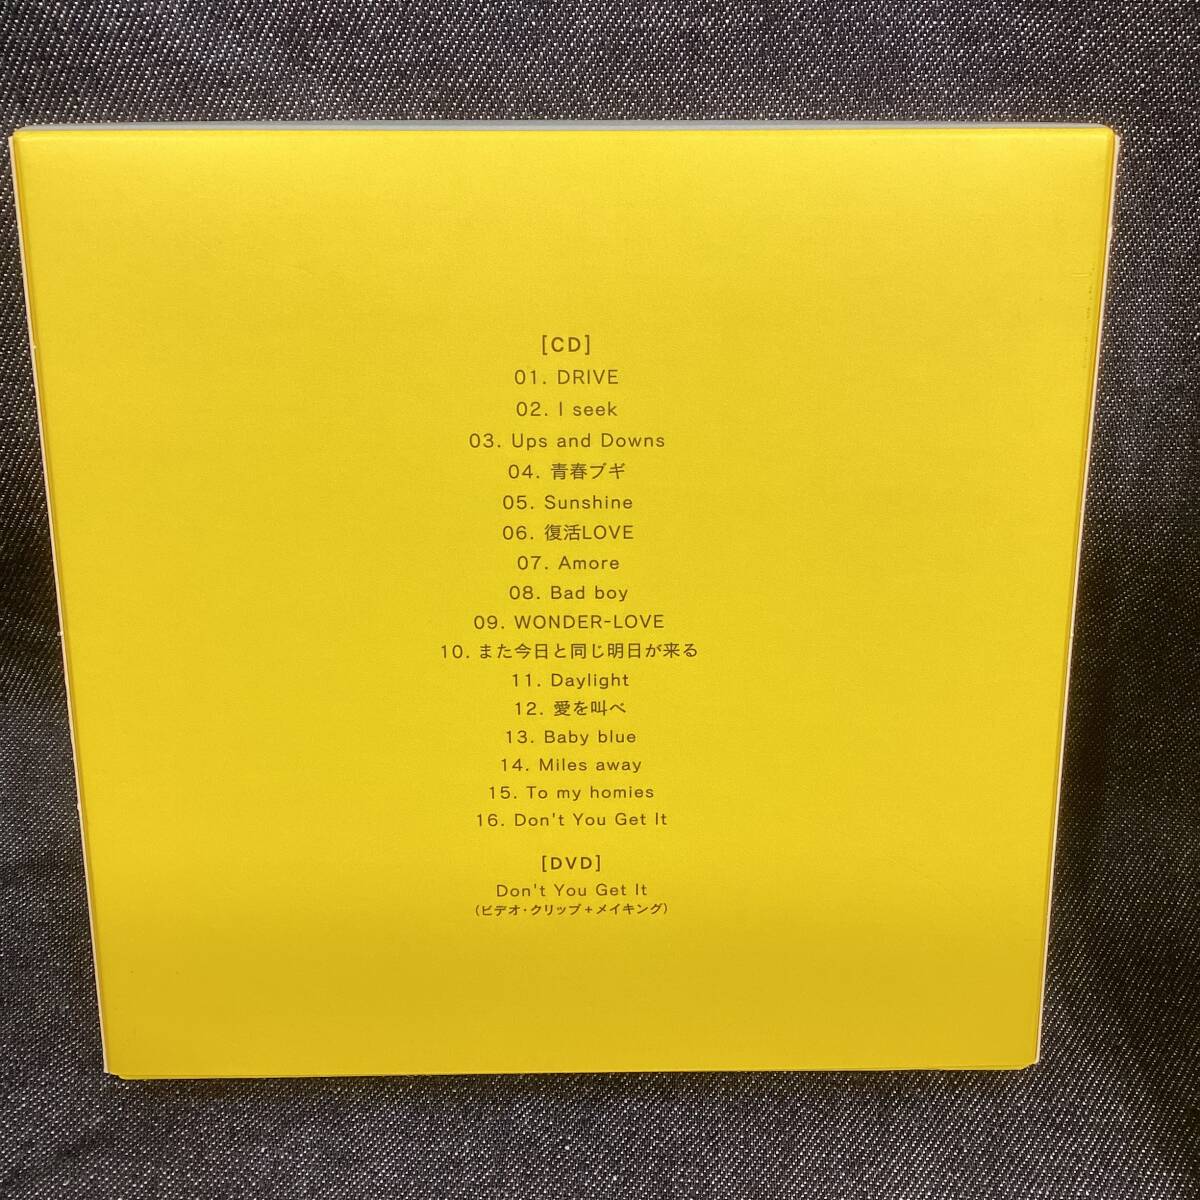 [CD]
01. DRIVE
02. I seek
03. Ups and Downs
04. 青春ブギ
05. Sunshine
06. 復活LOVE
07. Amore
08. Bad boy
09. WONDER-LOVE
10. また今日と同じ明日が来る
11. Daylight
12. 愛を叫べ
13. Baby blue
14. Miles away
15. To my homies
16. Don't You Get It
[DVD]
Don't You Get It
(ビデオ・クリップ+メイキング)